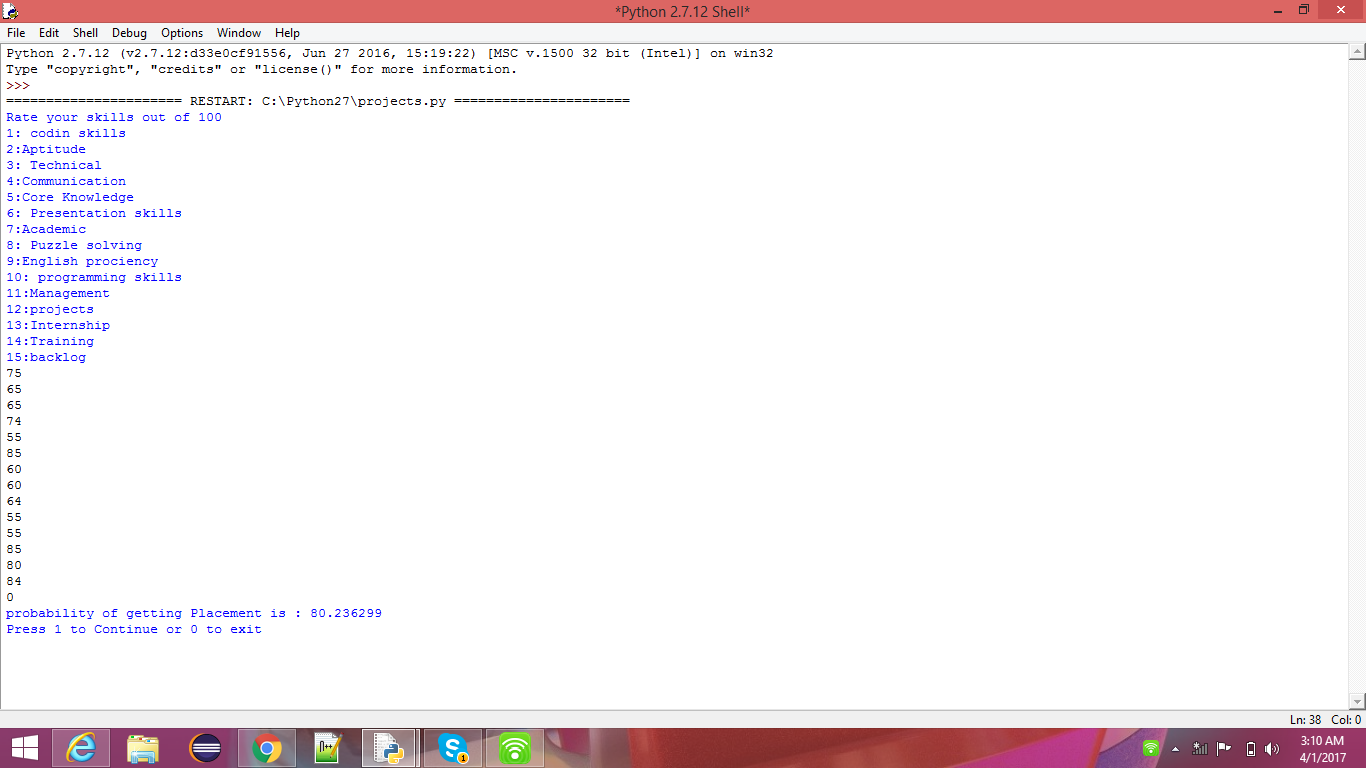 *Python 2.7.12 Shell*
File Edit Shell Debug Options Window Help
Python 2.7.12 (v2.7.12:d33e0cf91556, Jun 27 2016, 15:19:22) [MSC v.1500 32 bit (Intel)] on win32
Type "copyright", "credits" or "license()" for more information.
>>>
====================== RESTART: C:\Python27\projects.py ======================
Rate your skills out of 100
1: codin skills
2:Aptitude
3: Technical
4:Communication
5:Core Knowledge
6: Presentation skills
7:Academic
8: Puzzle solving
9:English prociency
10: programming skills
11:Management
12:projects
13:Internship
14:Training
15:backlog
75
65
65
74
55
85
60
60
64
55
55
85
80
84
0
probability of getting Placement is : 80.236299
Press 1 to Continue or 0 to exit
Ln: 38 Col: 0
3:10 AM
4/1/2017